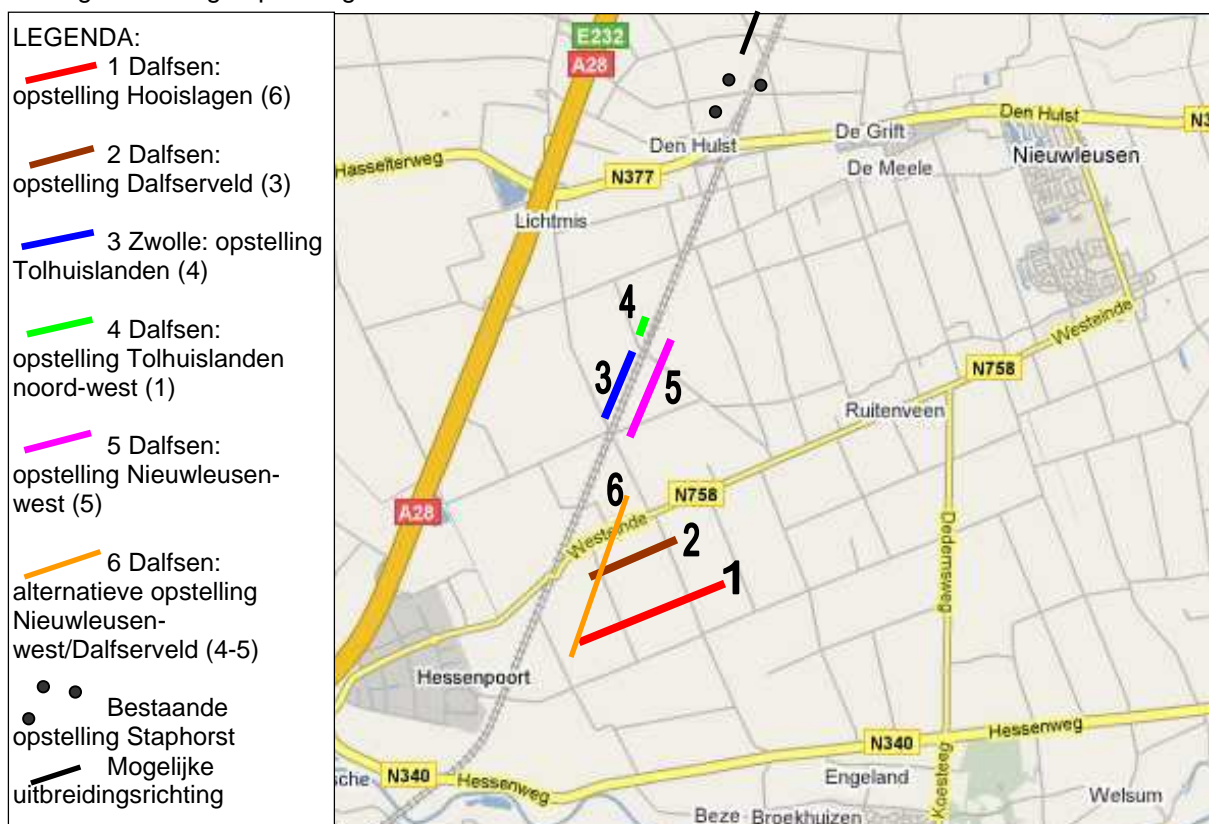 LEGENDA:
1 Dalfsen:
opstelling Hooislagen (6)
2 Dalfsen:
opstelling Dalfserveld (3)
3 Zwolle: opstelling
Tolhuislanden (4)
4 Dalfsen:
opstelling Tolhuislanden
noord-west (1)
5 Dalfsen:
opstelling Nieuwleusen-
west (5)
6 Dalfsen:
alternatieve opstelling
Nieuwleusen-
west/Dalfserveld (4-5)
Bestaande
opstelling Staphorst
Mogelijke
uitbreidingsrichting
E232
A28
Den Hulst
De Grift
Den Hulst
N3
Hasselterweg
N377
De Meele
Nieuwleusen
Lichtmis
4
Westeinde
3
5
N758
Ruitenveen
6
N758
A28
Westeinde
2
1
Dedemsweg
Hessenpoort
N340
Hessenweg
sche
N340
Hessenweg
Engeland
Koesteeg
Welsum
Beze
Broekhuizen